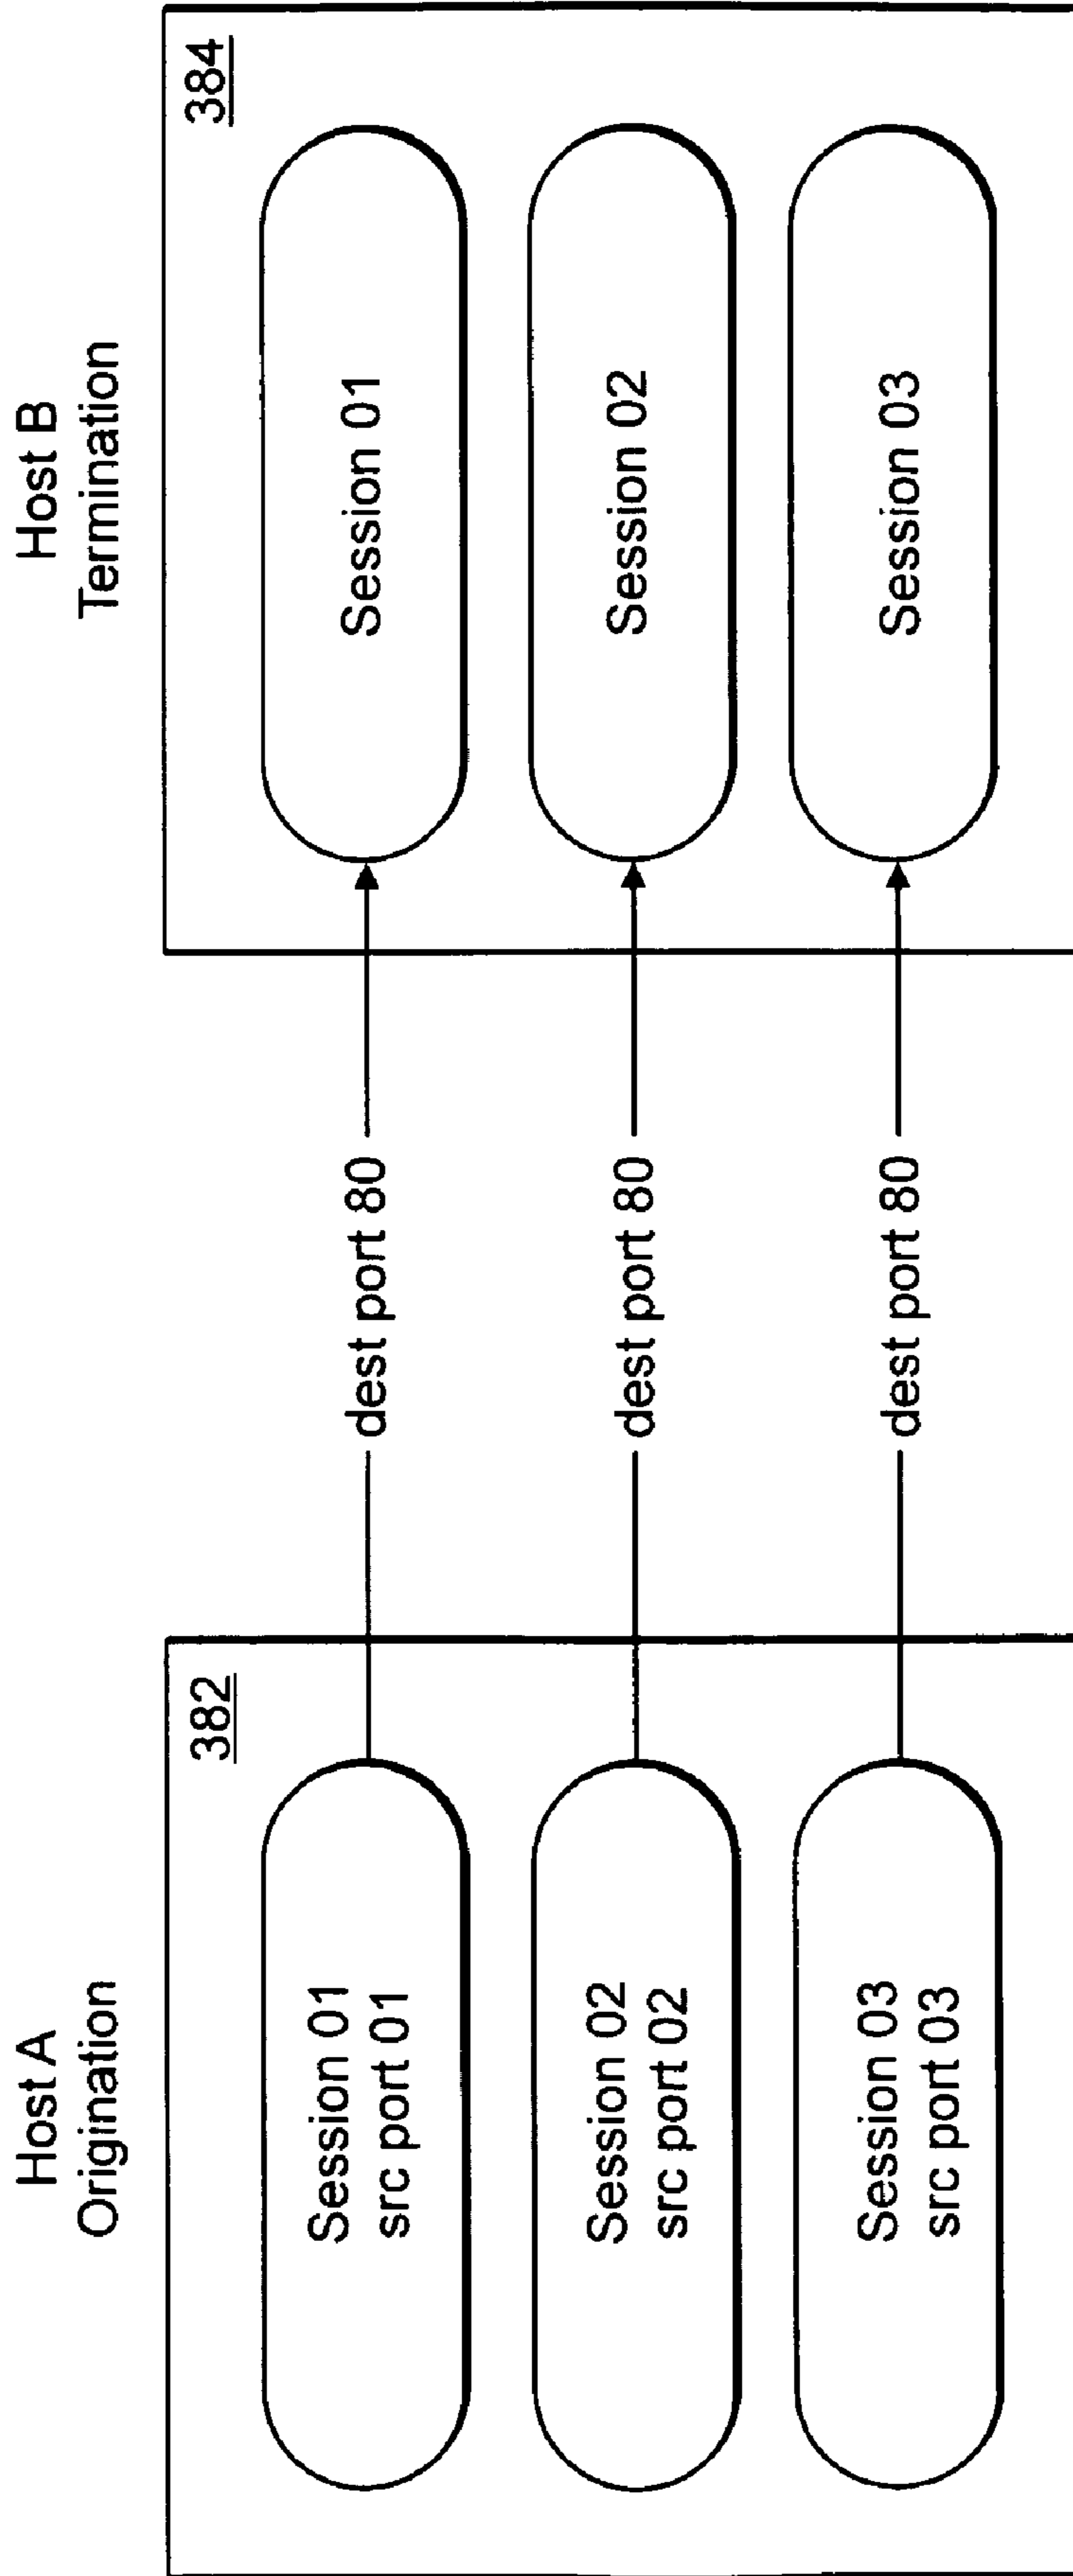 Host A
Origination
382
Session 01
src port 01
Session 02
src port 02
Session 03
src port 03
dest port 80
dest port 80
dest port 80
Host B
Termination
384
Session 01
Session 02
Session 03